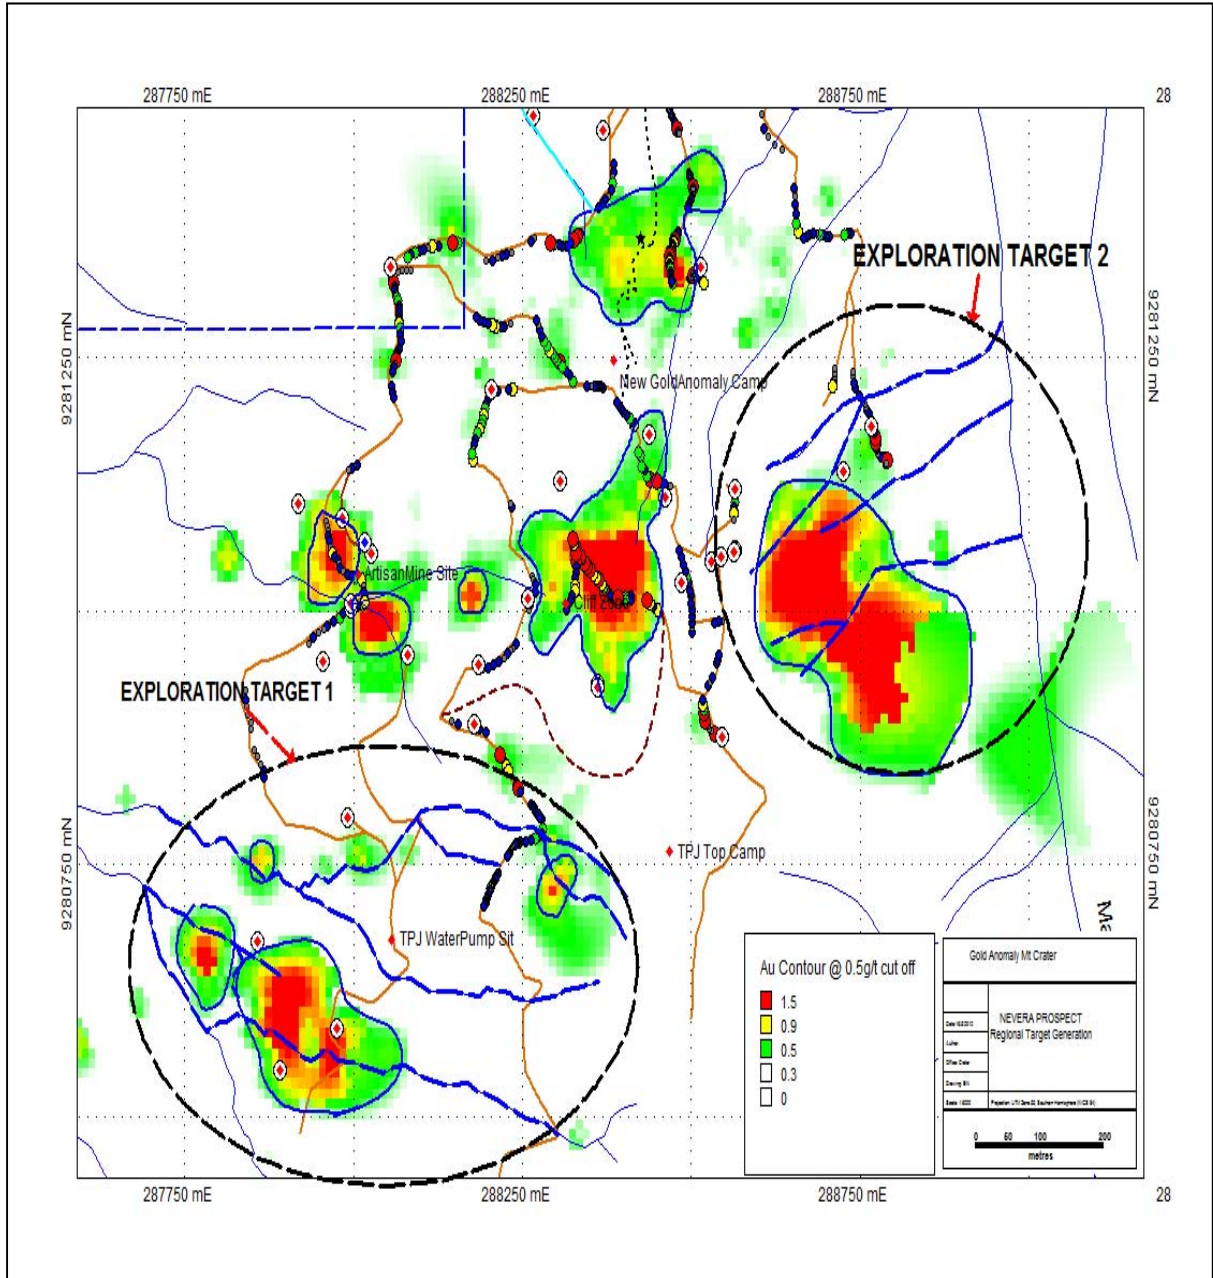 287750 mE
288250 mE
288750 mE
28
EXPLORATION TARGET 2
9281250 mN
9281250 mN
New GoldAnomaly Camp
ArtisanMine Site
EXPLORATION TARGET 1
9280750 mN
9280750 mN
TPJ Top Camp
TPJ WaterPump Sit
Au Contour @ 0.5g/t cut off
1.5
0.9
0.5
0.3
0
Gold Anomaly Mt Crater
NEVERA PROSPECT
Regional Target Generation
0 50 100 200
metres
287750 mE
288250 mE
288750 mE
28